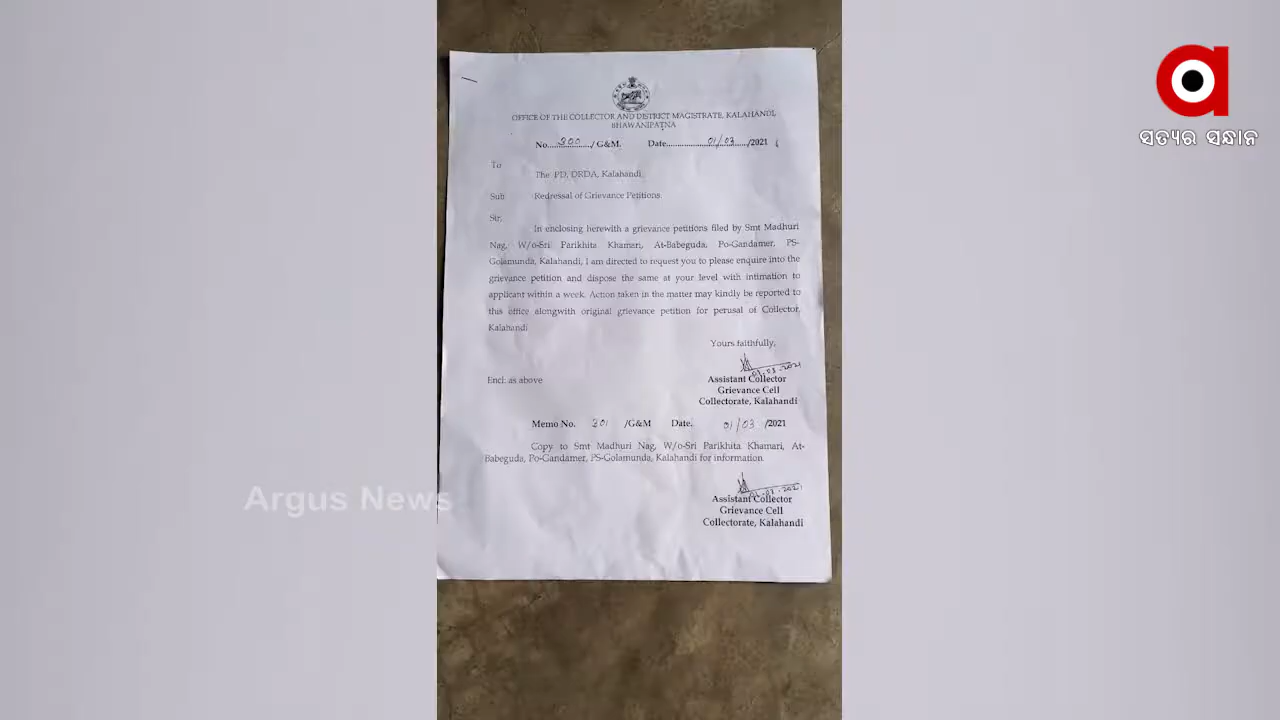 ସତ୍ୟର ସନ୍ଧାନ
OFFICE OF THE COLLECTOR AND DISTRICT MAGISTRATE, KALAHANDI,
BHAWANIPATNA
No....300..../ G&M. Date....01/03..../2021
To
The PD, DRDA, Kalahandi.
Sub Redressal of Grievance Petitions.
Sir,
In enclosing herewith a grievance petitions filed by Smt Madhuri
Nag, W/o-Sri Parikhita Khamari, At-Babeguda, Po-Gandamer, PS-
Golamunda, Kalahandi, I am directed to request you to please enquire into the
grievance petition and dispose the same at your level with intimation to
applicant within a week. Action taken in the matter may kindly be reported to
this office alongwith original grievance petition for perusal of Collector,
Kalahandi
Yours faithfully,
01.03.2021
Encl: as above
Assistant Collector
Grievance Cell
Collectorate, Kalahandi
Memo No. 301 /G&M Date. 01/03 /2021
Copy to Smt Madhuri Nag, W/o-Sri Parikhita Khamari, At-
Babeguda, Po-Gandamer, PS-Golamunda, Kalahandi for information
01.03.2021
Assistant Collector
Grievance Cell
Collectorate, Kalahandi
Argus News